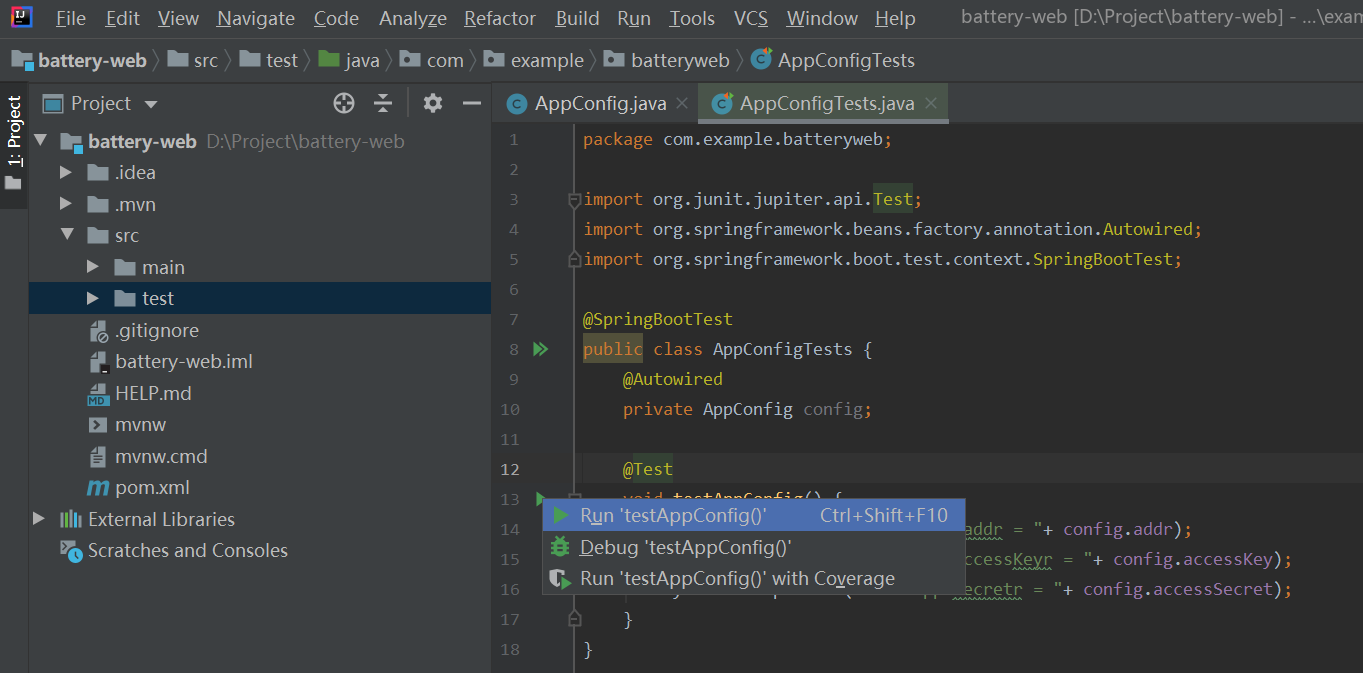 File Edit View Navigate Code Analyze Refactor Build Run Tools VCS Window Help battery-web [D:\Project\battery-web] - ...\exam
battery-web src test java com example batteryweb AppConfigTests
1: Project
Project
battery-web D:\Project\battery-web
.idea
.mvn
src
main
test
.gitignore
battery-web.iml
HELP.md
mvnw
mvnw.cmd
pom.xml
External Libraries
Scratches and Consoles
AppConfig.java AppConfigTests.java
1 package com.example.batteryweb;
2
3 import org.junit.jupiter.api.Test;
4 import org.springframework.beans.factory.annotation.Autowired;
5 import org.springframework.boot.test.context.SpringBootTest;
6
7 @SpringBootTest
8 public class AppConfigTests {
9 @Autowired
10 private AppConfig config;
11
12 @Test
13 void testAppConfig() {
14 addr = "+ config.addr);
15 ccessKeyr = "+ config.accessKey);
16 ecretr = "+ config.accessSecret);
17 }
18 }
Run 'testAppConfig()' Ctrl+Shift+F10
Debug 'testAppConfig()'
Run 'testAppConfig()' with Coverage